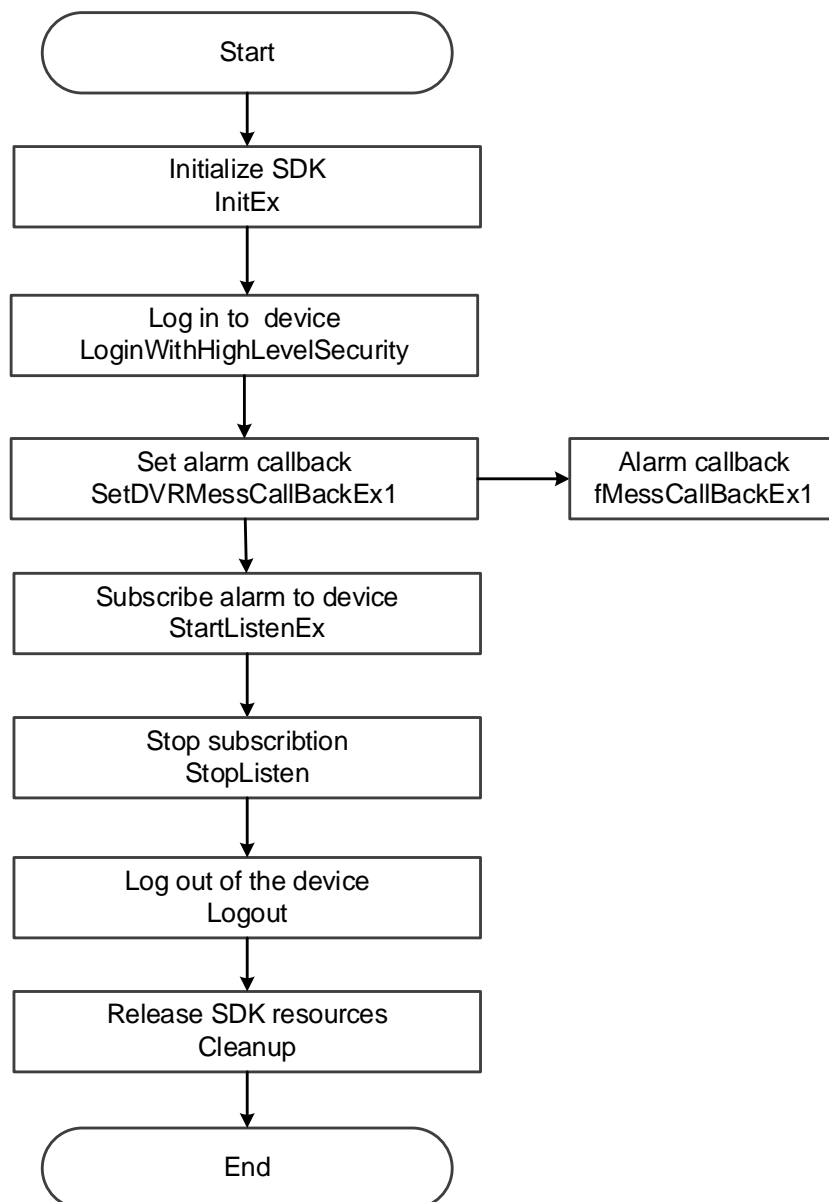 Start
Initialize SDK
InitEx
Log in to  device
LoginWithHighLevelSecurity
Set alarm callback
SetDVRMessCallBackEx1
Alarm callback
fMessCallBackEx1
Subscribe alarm to device
StartListenEx
Stop subscribtion
StopListen
Log out of the device
Logout
Release SDK resources
Cleanup
End